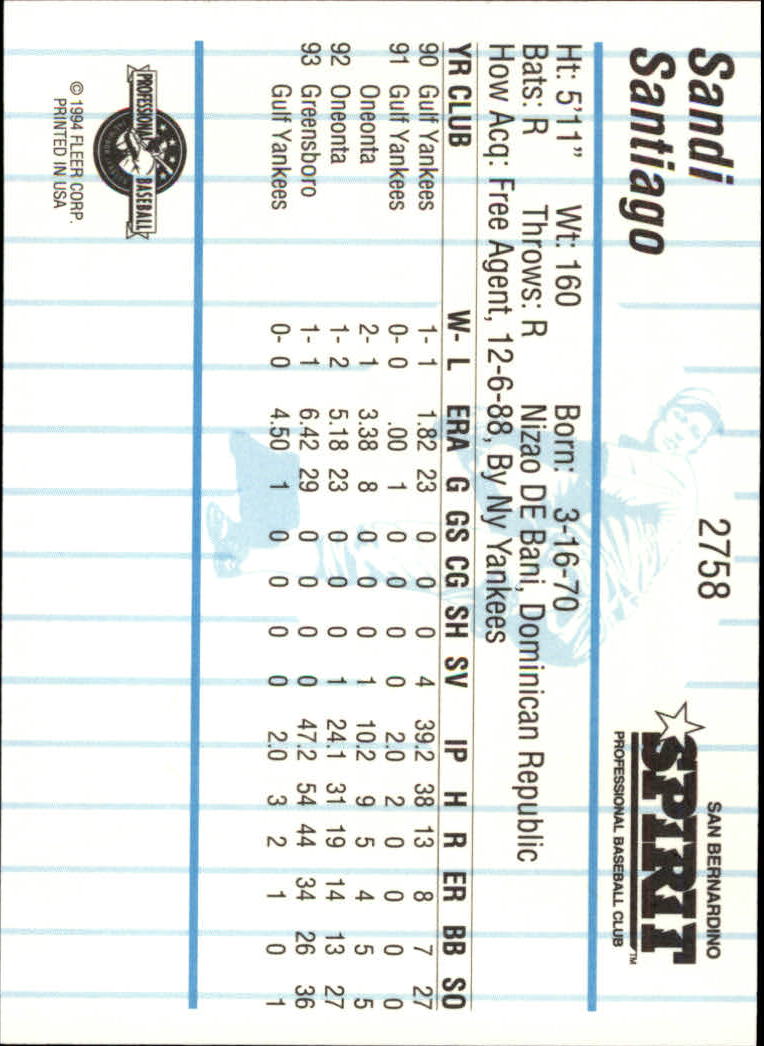 Sandi
Santiago
2758
SAN BERNARDINO
SPIRIT
PROFESSIONAL BASEBALL CLUB
TM
Ht: 5'11" Wt: 160 Born: 3-16-70
Bats: R Throws: R Nizao DE Bani, Dominican Republic
How Acq: Free Agent, 12-6-88, By Ny Yankees
YR CLUB W- L ERA G GS CG SH SV IP H R ER BB SO
90 Gulf Yankees 1- 1 1.82 23 0 0 0 4 39.2 38 13 8 7 27
91 Gulf Yankees 0- 0 .00 1 0 0 0 0 2.0 2 0 0 0 0
Oneonta 2- 1 3.38 8 0 0 0 1 10.2 9 5 4 5 5
92 Oneonta 1- 2 5.18 23 0 0 0 1 24.1 31 19 14 13 27
93 Greensboro 1- 1 6.42 29 0 0 0 0 47.2 54 44 34 26 36
Gulf Yankees 0- 0 4.50 1 0 0 0 0 2.0 3 2 1 0 1
PROFESSIONAL BASEBALL
© 1994 FLEER CORP.
PRINTED IN USA